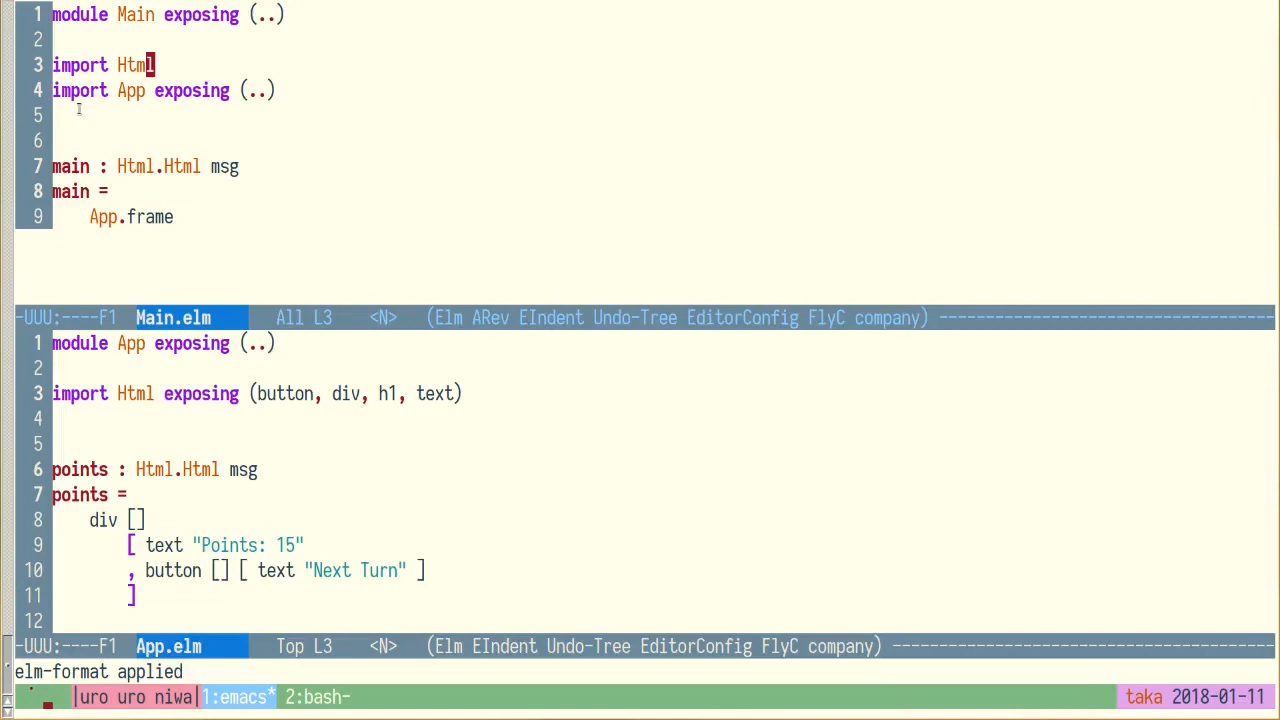 1 module Main exposing (..)
2
3 import Html
4 import App exposing (..)
5
6
7 main : Html.Html msg
8 main =
9     App.frame
-UUU:----F1  Main.elm       All L3    <N>   (Elm ARev EIndent Undo-Tree EditorConfig FlyC company) ------------------------------------
1 module App exposing (..)
2
3 import Html exposing (button, div, h1, text)
4
5
6 points : Html.Html msg
7 points =
8     div []
9         [ text "Points: 15"
10         , button [] [ text "Next Turn" ]
11         ]
12
-UUU:----F1  App.elm        Top L3    <N>   (Elm EIndent Undo-Tree EditorConfig FlyC company) -----------------------------------------
elm-format applied
|uro uro niwa|1:emacs* 2:bash- taka 2018-01-11